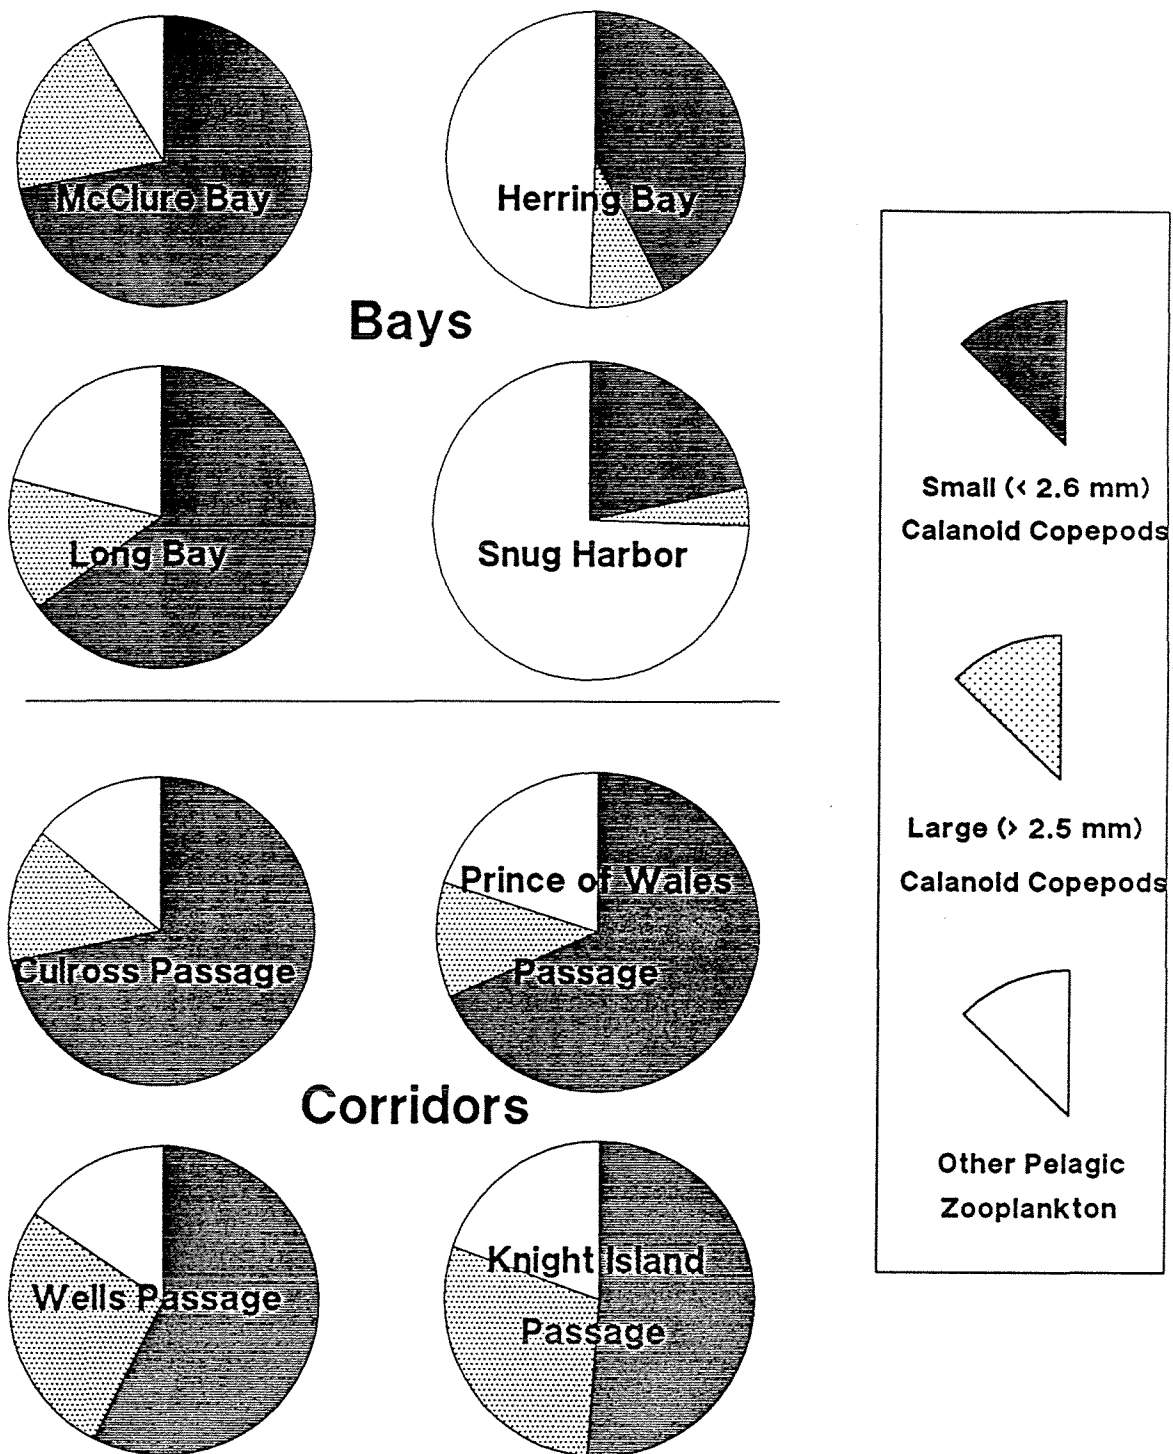 McClure Bay
Herring Bay
Bays
Long Bay
Snug Harbor
Culross Passage
Prince of Wales
Passage
Corridors
Wells Passage
Knight Island
Passage
Small (< 2.6 mm)
Calanoid Copepods
Large (> 2.5 mm)
Calanoid Copepods
Other Pelagic
Zooplankton